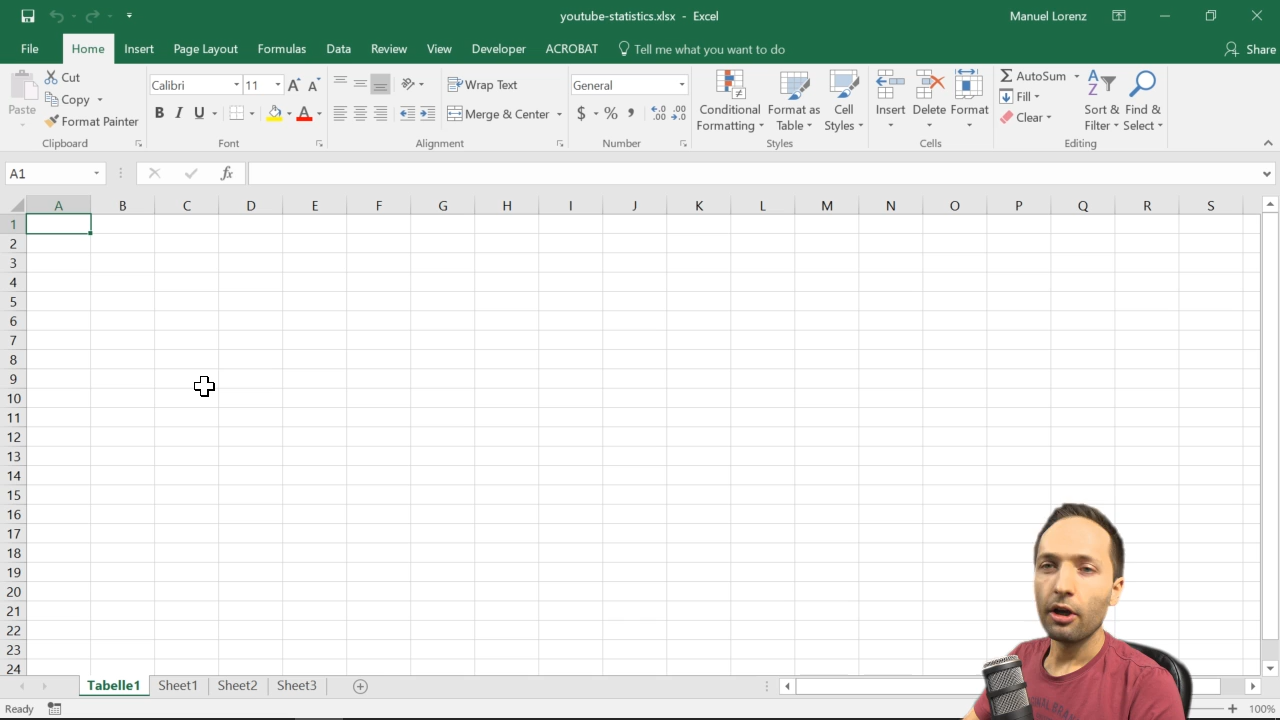 youtube-statistics.xlsx - Excel
Manuel Lorenz
File Home Insert Page Layout Formulas Data Review View Developer ACROBAT Tell me what you want to do Share
Paste
Cut
Copy
Format Painter
Clipboard
Calibri 11
B I U
Font
Wrap Text
Merge & Center
Alignment
General
$ % ,
Number
Conditional Formatting
Format as Table
Cell Styles
Styles
Insert Delete Format
Cells
AutoSum
Fill
Clear
Sort & Filter
Find & Select
Editing
A1
fx
A B C D E F G H I J K L M N O P Q R S
1
2
3
4
5
6
7
8
9
10
11
12
13
14
15
16
17
18
19
20
21
22
23
24
Tabelle1 Sheet1 Sheet2 Sheet3
Ready
100%